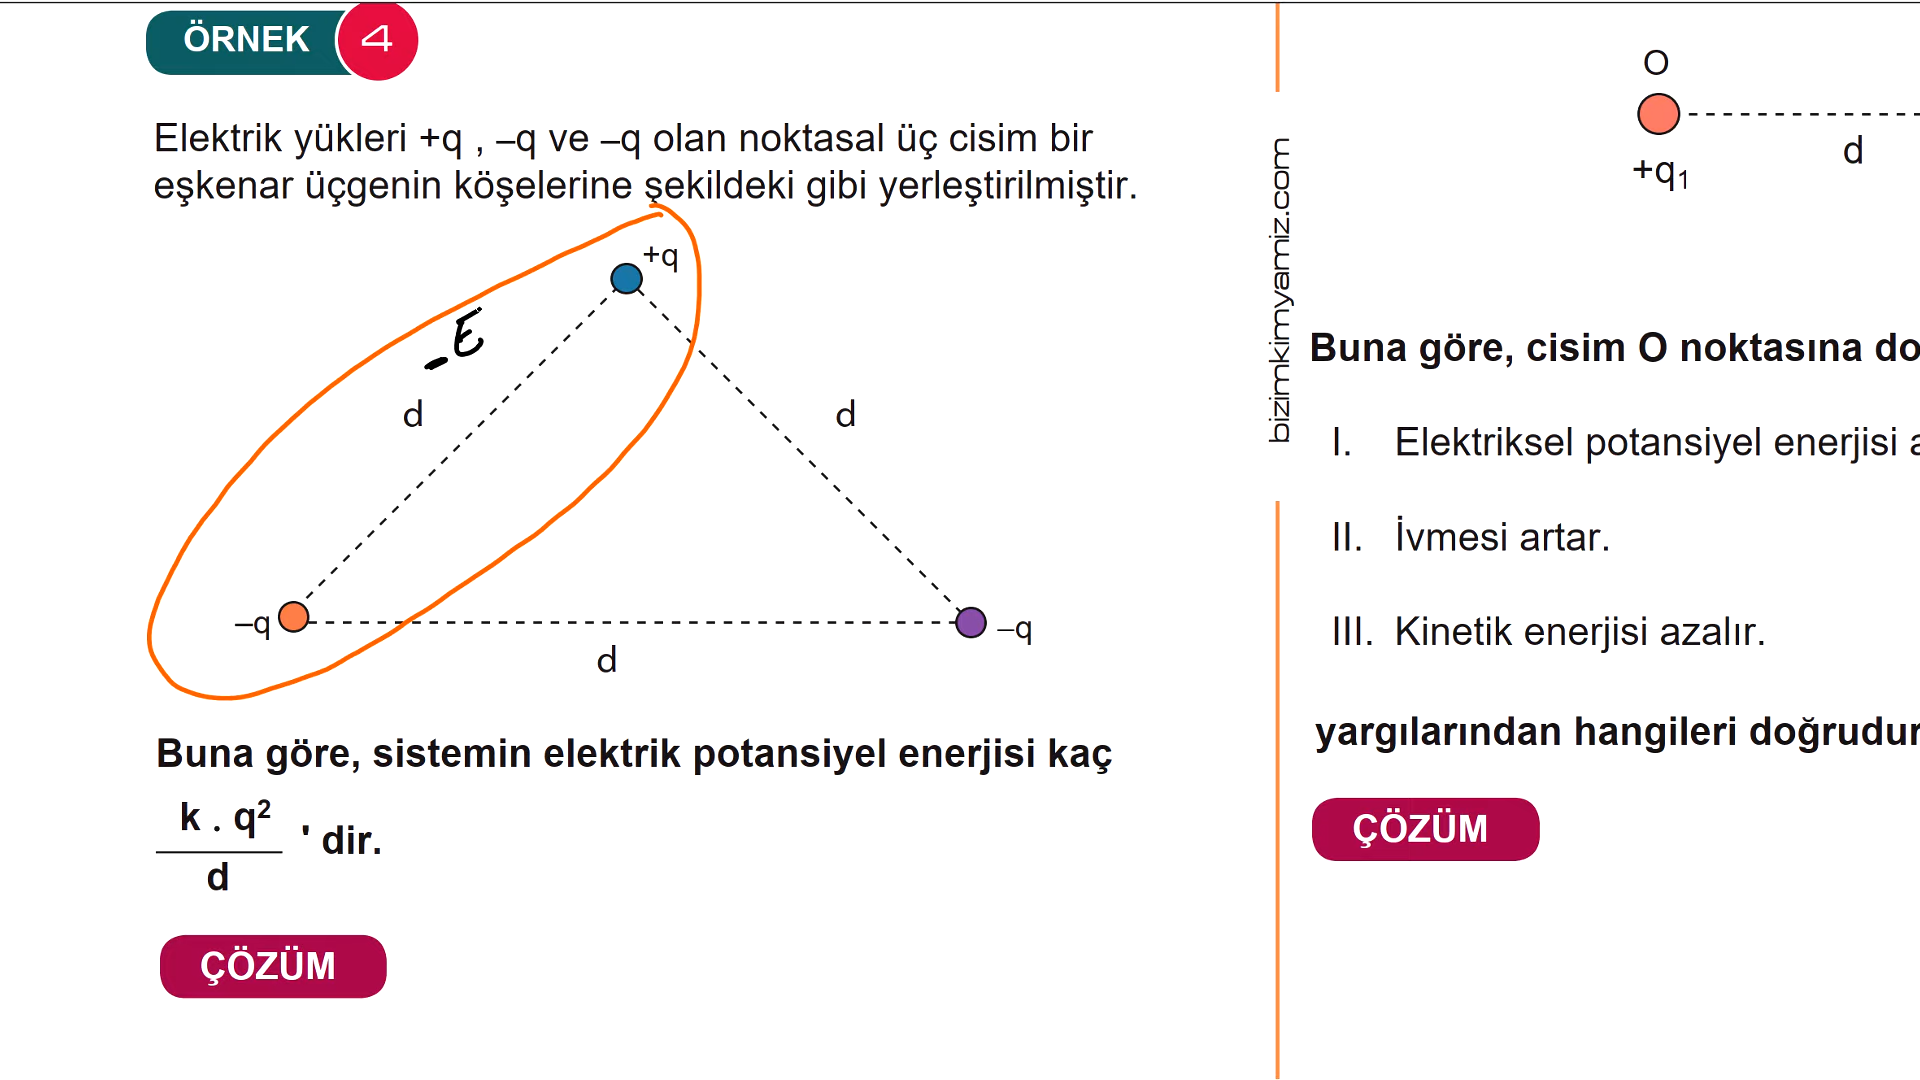 ÖRNEK 4
Elektrik yükleri +q , –q ve –q olan noktasal üç cisim bir
eşkenar üçgenin köşelerine şekildeki gibi yerleştirilmiştir.
+q
-E
d
d
–q
–q
d
Buna göre, sistemin elektrik potansiyel enerjisi kaç
k . q²
' dir.
d
ÇÖZÜM
bizimkimyamiz.com
O
d
+q₁
Buna göre, cisim O noktasına do
I. Elektriksel potansiyel enerjisi a
II. İvmesi artar.
III. Kinetik enerjisi azalır.
yargılarından hangileri doğrudur
ÇÖZÜM